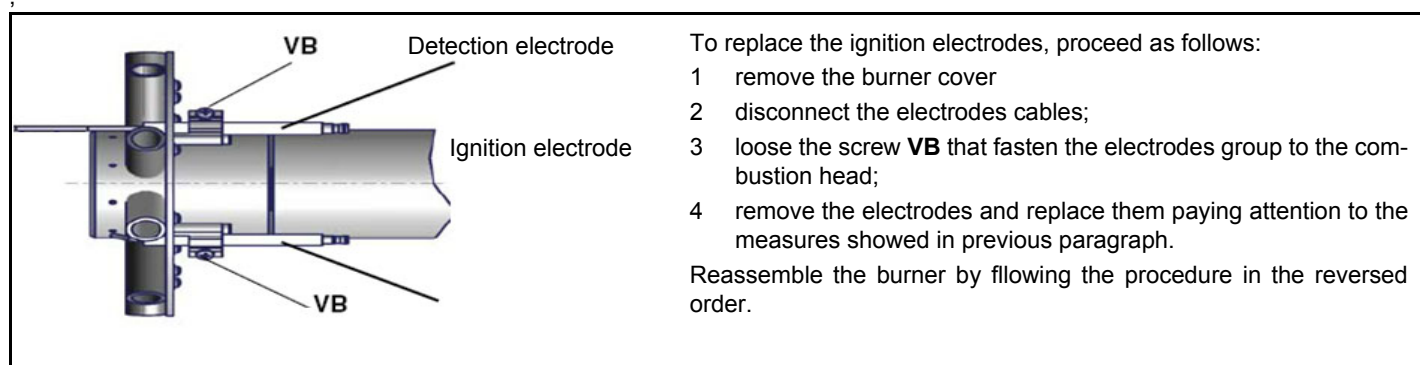 ;
VB
Detection electrode
Ignition electrode
VB
To replace the ignition electrodes, proceed as follows:
1 remove the burner cover
2 disconnect the electrodes cables;
3 loose the screw VB that fasten the electrodes group to the com-
bustion head;
4 remove the electrodes and replace them paying attention to the
measures showed in previous paragraph.
Reassemble the burner by fllowing the procedure in the reversed
order.